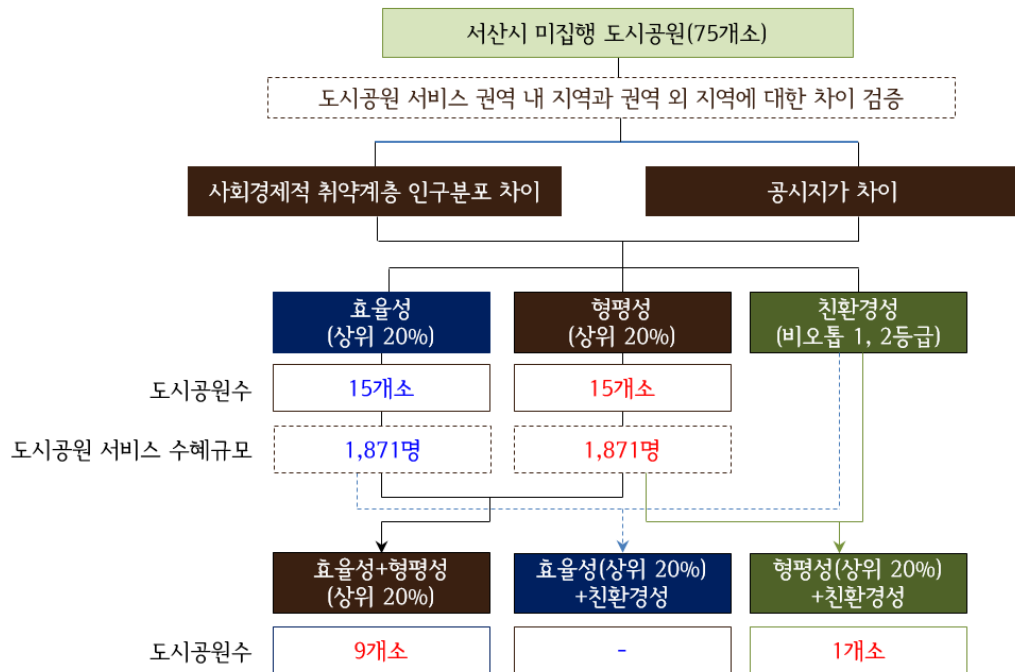 서산시 미집행 도시공원(75개소)
도시공원 서비스 권역 내 지역과 권역 외 지역에 대한 차이 검증
사회경제적 취약계층 인구분포 차이
공시지가 차이
효율성
(상위 20%)
형평성
(상위 20%)
친환경성
(비오톱 1, 2등급)
도시공원수
15개소
15개소
도시공원 서비스 수혜규모
1,871명
1,871명
효율성+형평성
(상위 20%)
효율성(상위 20%)
+친환경성
형평성(상위 20%)
+친환경성
도시공원수
9개소
-
1개소